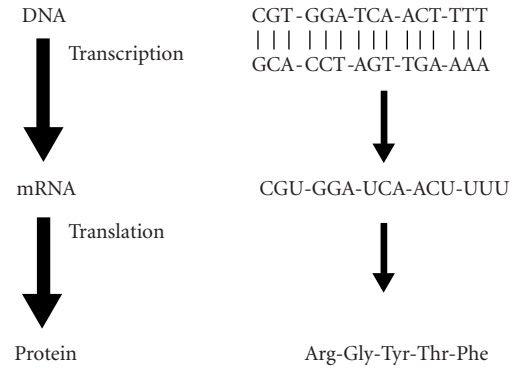 DNA
CGT-GGA-TCA-ACT-TTT
GCA-CCT-AGT-TGA-AAA
Transcription
mRNA
CGU-GGA-UCA-ACU-UUU
Translation
Protein
Arg-Gly-Tyr-Thr-Phe